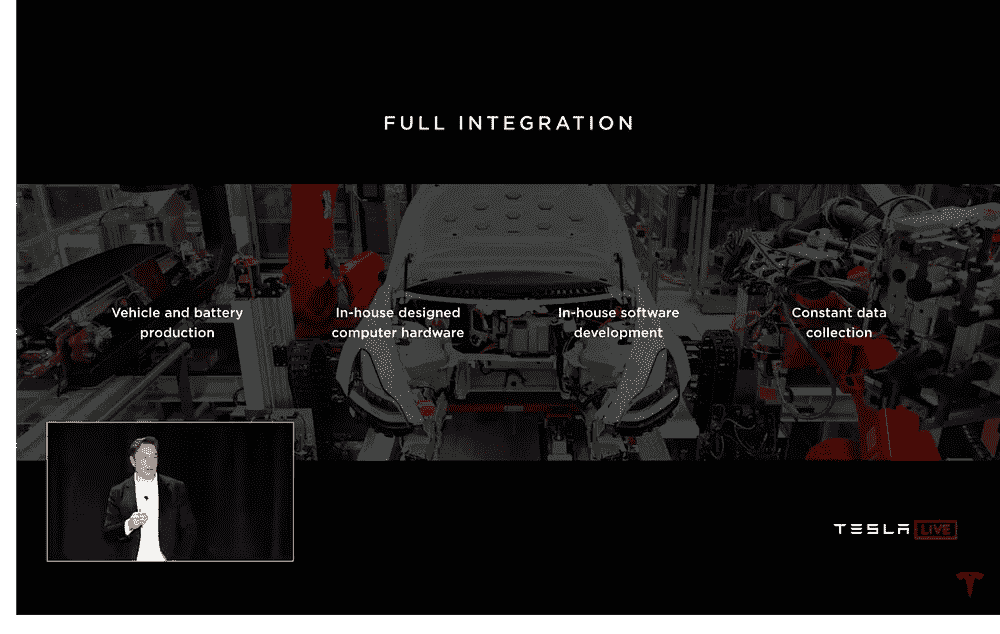 FULL INTEGRATION
Vehicle and battery
production
In-house designed
computer hardware
In-house software
development
Constant data
collection
TESLA LIVE